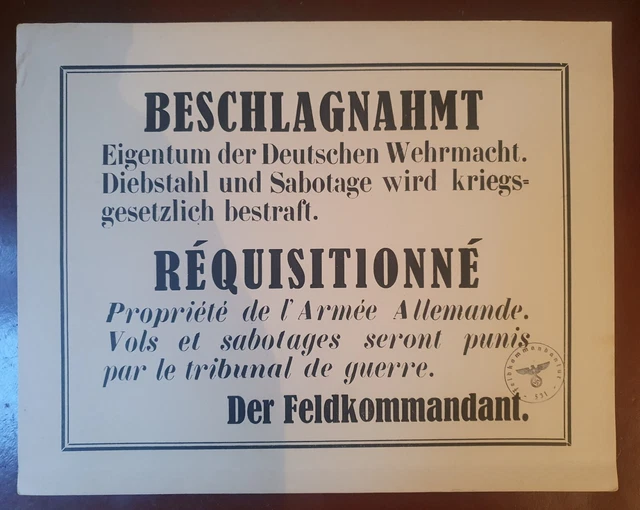 BESCHLAGNAHMT
Eigentum der Deutschen Wehrmacht.
Diebstahl und Sabotage wird kriegs=
gesetzlich bestraft.
RÉQUISITIONNÉ
Propriété de l'Armée Allemande.
Vols et sabotages seront punis
par le tribunal de guerre.
Der Feldkommandant.
Feldkommandantur